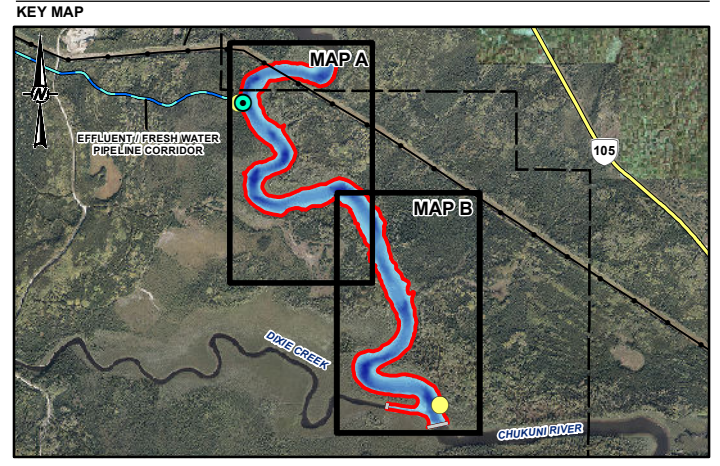 KEY MAP
MAP A
N
EFFLUENT / FRESH WATER
PIPELINE CORRIDOR
105
MAP B
DIXIE CREEK
CHUKUNI RIVER